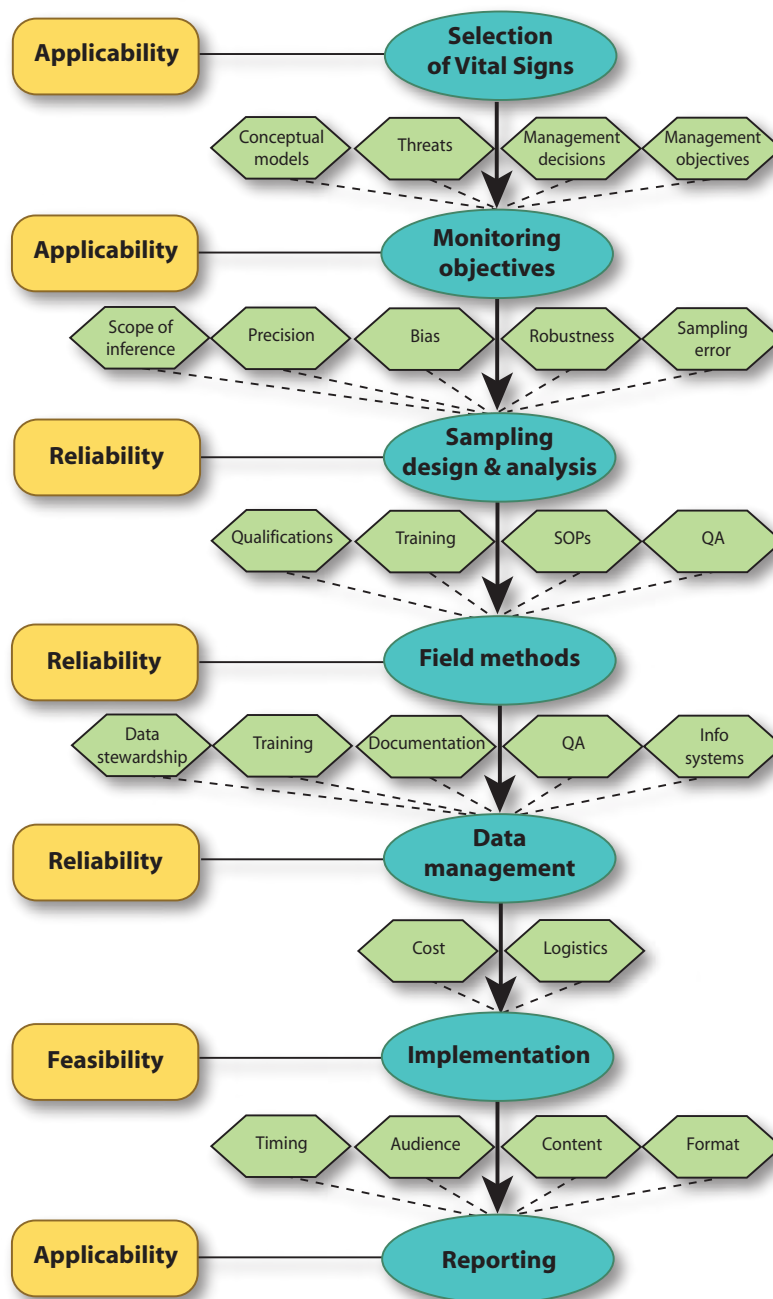 Applicability
Selection
of Vital Signs
Conceptual
models
Threats
Management
decisions
Management
objectives
Applicability
Monitoring
objectives
Scope of
inference
Precision
Bias
Robustness
Sampling
error
Reliability
Sampling
design & analysis
Qualifications
Training
SOPs
QA
Reliability
Field methods
Data
stewardship
Training
Documentation
QA
Info
systems
Reliability
Data
management
Cost
Logistics
Feasibility
Implementation
Timing
Audience
Content
Format
Applicability
Reporting